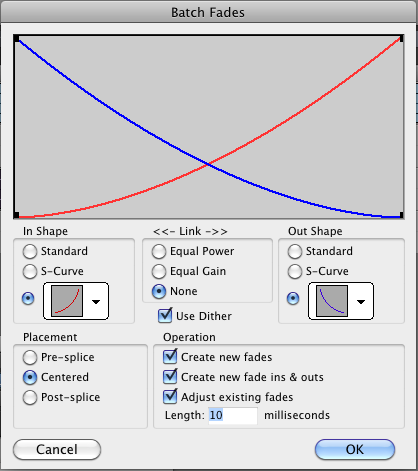 Batch Fades
In Shape
Standard
S-Curve
<<- Link ->>
Equal Power
Equal Gain
None
Use Dither
Out Shape
Standard
S-Curve
Placement
Pre-splice
Centered
Post-splice
Operation
Create new fades
Create new fade ins & outs
Adjust existing fades
Length: 10 milliseconds
Cancel
OK